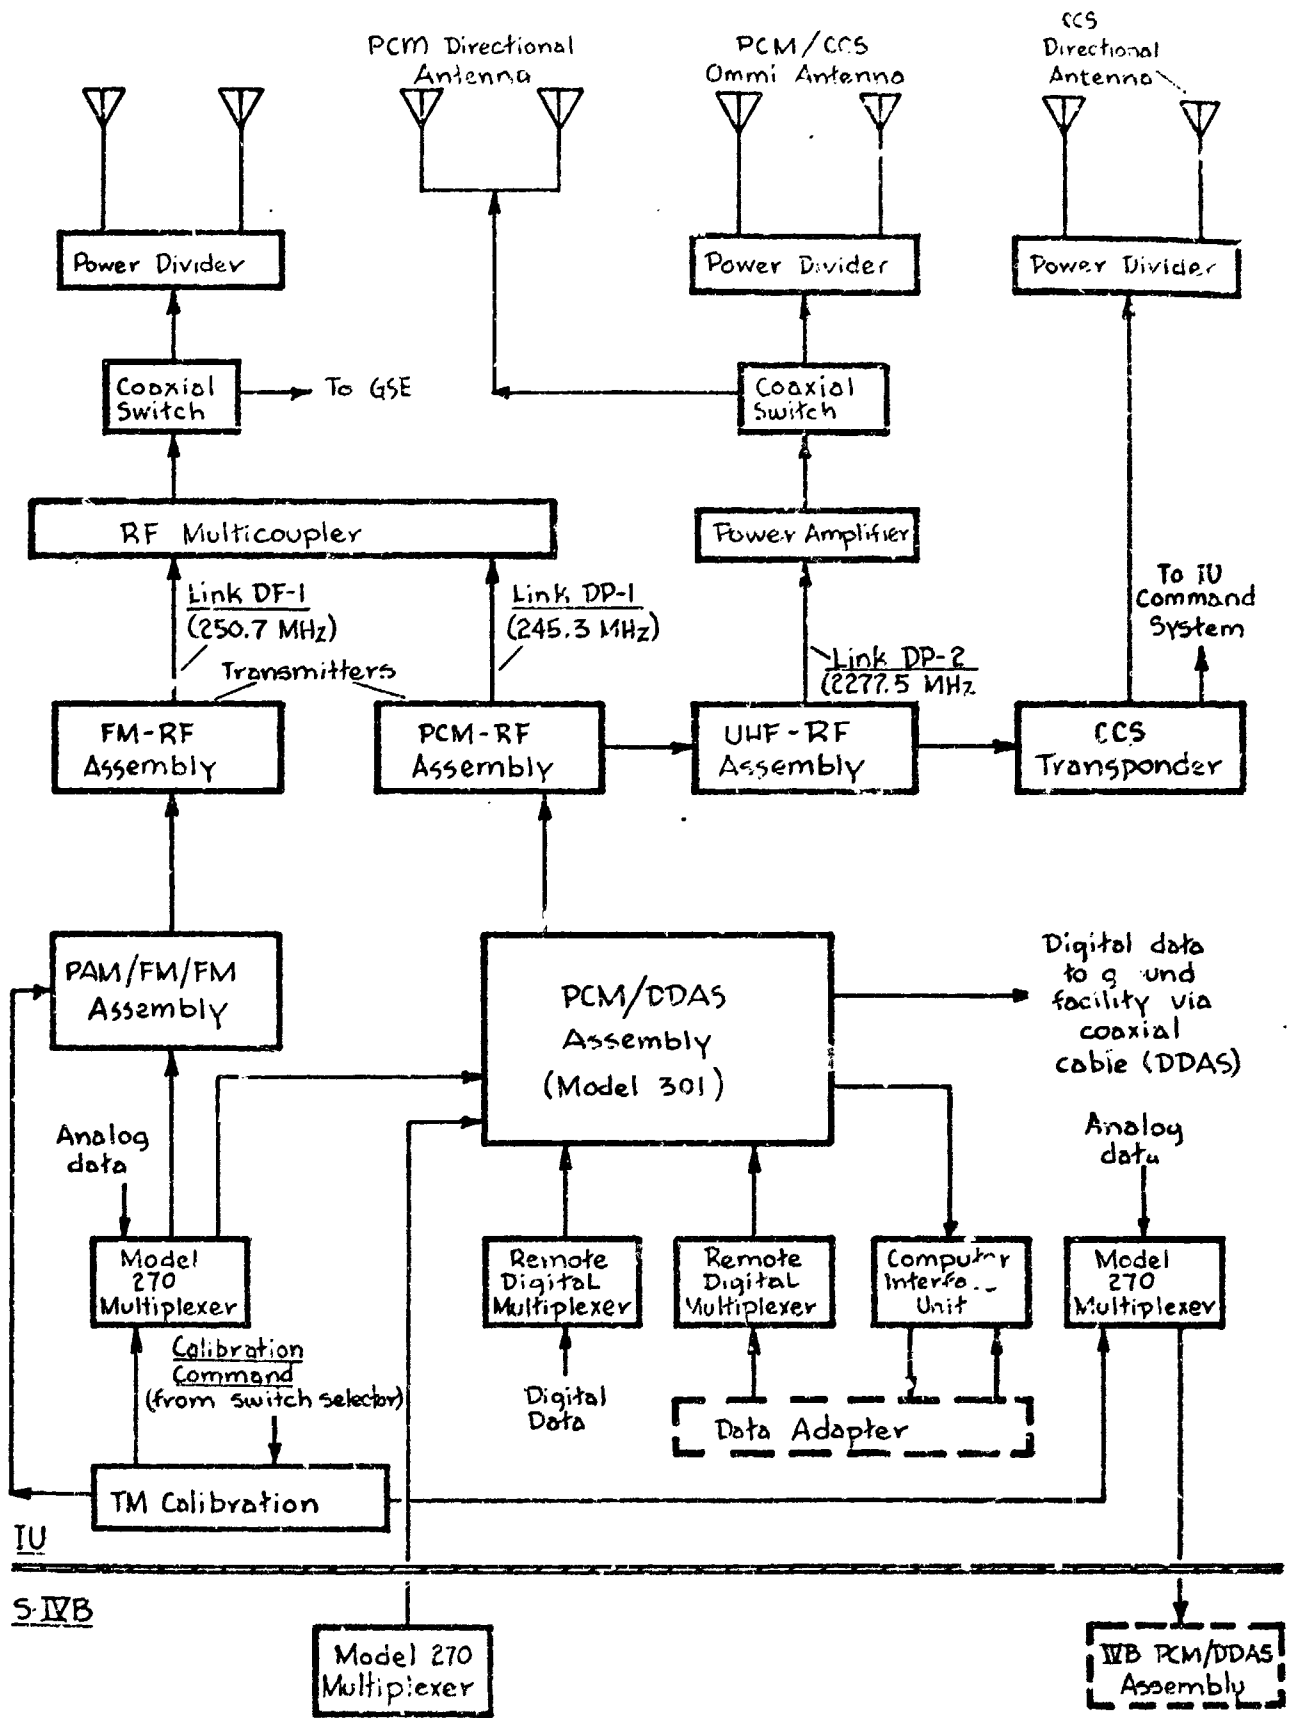 PCM Directional
Antenna
PCM/CCS
Ommi Antenna
CCS
Directional
Antenna
Power Divider
Power Divider
Power Divider
Coaxial
Switch
To GSE
Coaxial
Switch
RF Multicoupler
Power Amplifier
Link DF-1
(250.7 MHz)
Link DP-1
(245.3 MHz)
To IU
Command
System
Transmitters
Link DP-2
(2277.5 MHz
FM-RF
Assembly
PCM-RF
Assembly
UHF-RF
Assembly
CCS
Transponder
PAM/FM/FM
Assembly
PCM/DDAS
Assembly
(Model 301)
Digital data
to g und
facility via
coaxial
cable (DDAS)
Analog
data
Analog
data
Model
270
Multiplexer
Remote
Digital
Multiplexer
Remote
Digital
Multiplexer
Computer
Interfa
Unit
Model
270
Multiplexer
Calibration
Command
(from switch selector)
Digital
Data
Data Adapter
TM Calibration
IU
S-IVB
Model 270
Multiplexer
IVB PCM/DDAS
Assembly